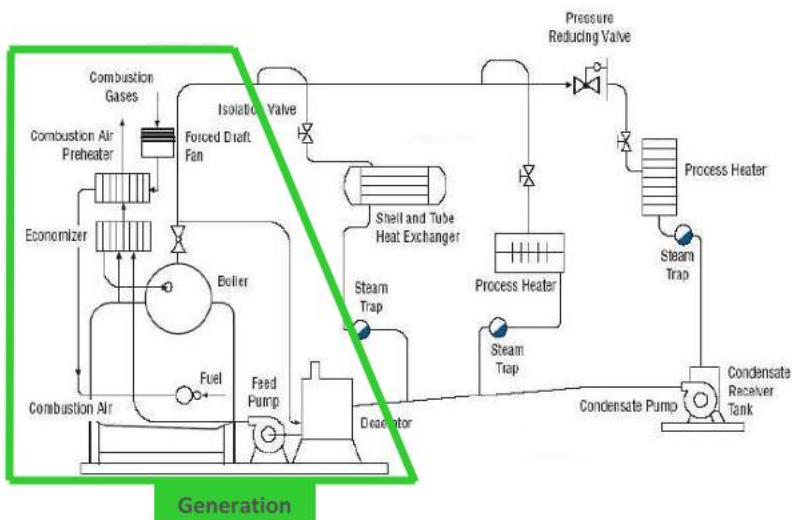 Pressure
Reducing Valve
Combustion
Gases
Isolation Valve
Combustion Air
Preheater
Forced Draft
Fan
Process Heater
Shell and Tube
Heat Exchanger
Economizer
Steam
Trap
Boiler
Process Heater
Steam
Trap
Steam
Trap
Fuel
Feed
Pump
Combustion Air
Deaerator
Condensate Pump
Condensate
Receiver
Tank
Generation